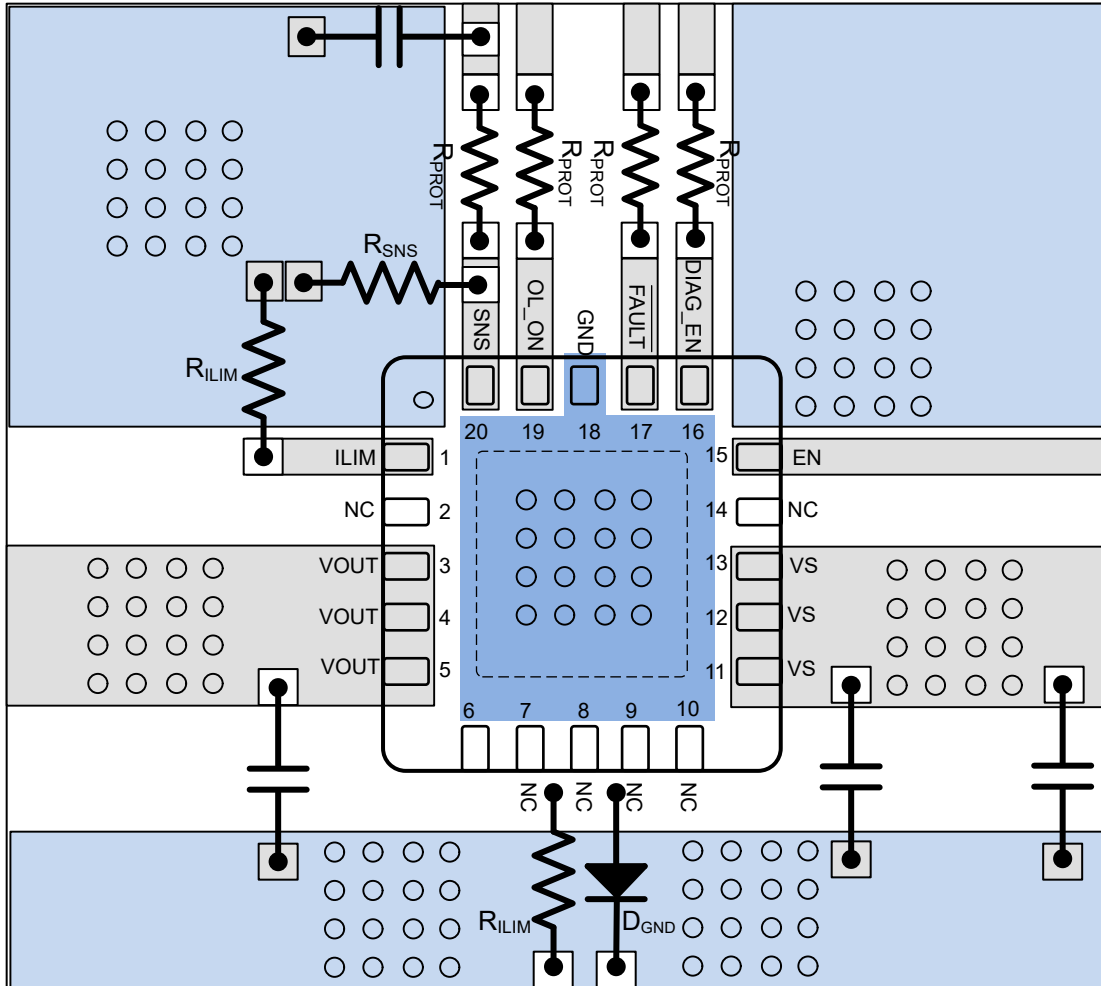 RPROT
RPROT
RPROT
RPROT
RSNS
RILIM
SNS
OL_ON
GND
FAULT
DIAG_EN
20 19 18 17 16
ILIM 1
15 EN
NC 2
14 NC
VOUT 3
13 VS
VOUT 4
12 VS
VOUT 5
11 VS
6 7 8 9 10
NC NC NC NC
RILIM
DGND